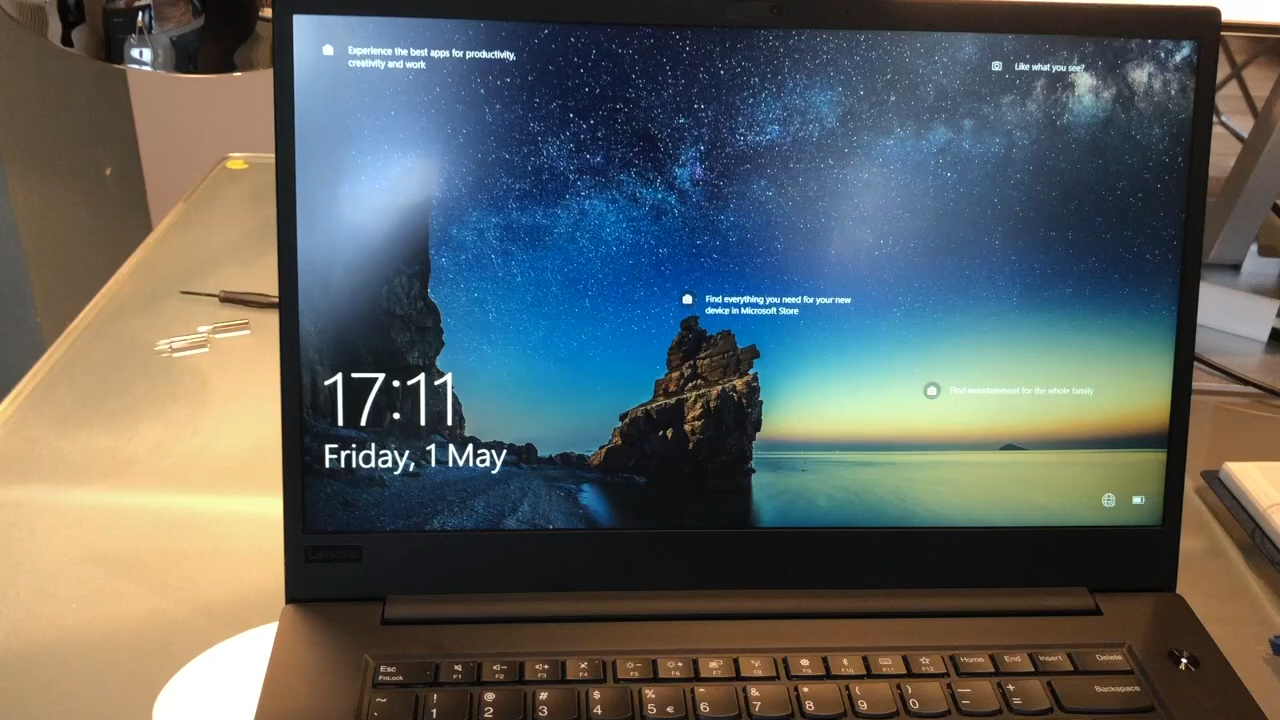 Experience the best apps for productivity,
creativity and work
Like what you see?
Find everything you need for your new
device in Microsoft Store
Find entertainment for the whole family
17:11
Friday, 1 May
Lenovo
Esc
FnLock
F1
F2
F3
F4
F5
F6
F7
F8
F9
F10
F11
F12
Home
End
Insert
Delete
~
!
1
@
2
#
3
$
4
%
5 €
^
6
&
7
*
8
(
9
)
0
—
+
=
Backspace